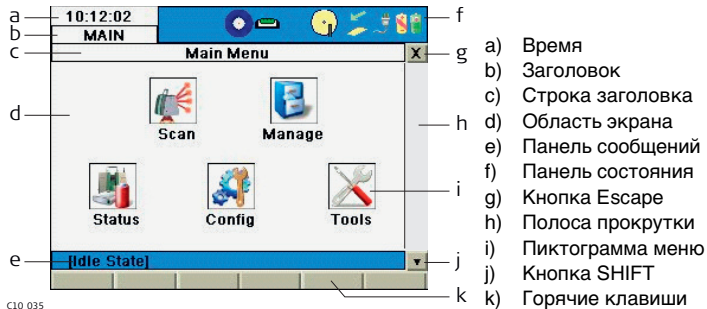 a
10:12:02
f
b
MAIN
c
Main Menu
X
g
d
Scan
Manage
h
Status
Config
Tools
i
e
[Idle State]
j
k
C10 035
a) Время
b) Заголовок
c) Строка заголовка
d) Область экрана
e) Панель сообщений
f) Панель состояния
g) Кнопка Escape
h) Полоса прокрутки
i) Пиктограмма меню
j) Кнопка SHIFT
k) Горячие клавиши